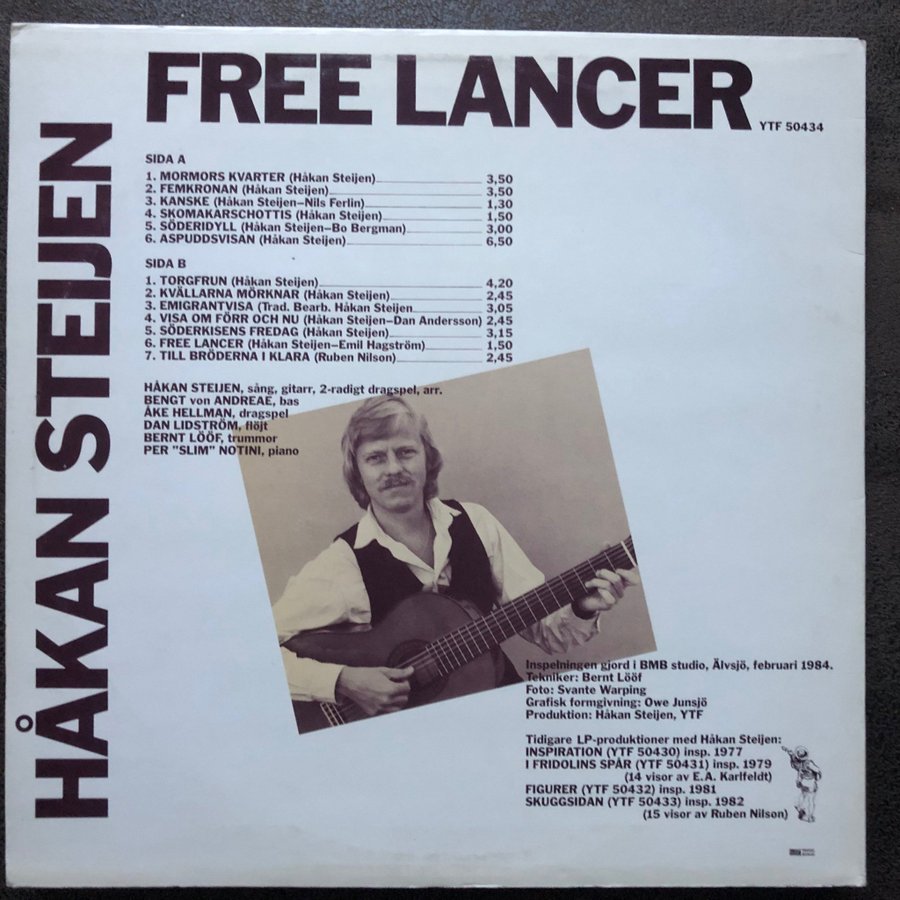 FREE LANCER
YTF 50434
HÅKAN STEIJEN
SIDA A
1. MORMORS KVARTER (Håkan Steijen) 3,50
2. FEMKRONAN (Håkan Steijen) 3,50
3. KANSKE (Håkan Steijen–Nils Ferlin) 1,30
4. SKOMAKARSCHOTTIS (Håkan Steijen) 1,50
5. SÖDERIDYLL (Håkan Steijen–Bo Bergman) 3,00
6. ASPUDDSVISAN (Håkan Steijen) 6,50
SIDA B
1. TORGFRUN (Håkan Steijen) 4,20
2. KVÄLLARNA MÖRKNAR (Håkan Steijen) 2,45
3. EMIGRANTVISA (Trad. Bearb. Håkan Steijen 3,05
4. VISA OM FÖRR OCH NU (Håkan Steijen–Dan Andersson) 2,45
5. SÖDERKISENS FREDAG (Håkan Steijen) 3,15
6. FREE LANCER (Håkan Steijen–Emil Hagström) 1,50
7. TILL BRÖDERNA I KLARA (Ruben Nilson) 2,45
HÅKAN STEIJEN, sång, gitarr, 2-radigt dragspel, arr.
BENGT von ANDREAE, bas
ÅKE HELLMAN, dragspel
DAN LIDSTRÖM, flöjt
BERNT LÖÖF, trummor
PER "SLIM" NOTINI, piano
Inspelningen gjord i BMB studio, Älvsjö, februari 1984.
Tekniker: Bernt Lööf
Foto: Svante Warping
Grafisk formgivning: Owe Junsjö
Produktion: Håkan Steijen, YTF
Tidigare LP-produktioner med Håkan Steijen:
INSPIRATION (YTF 50430) insp. 1977
I FRIDOLINS SPÅR (YTF 50431) insp. 1979
(14 visor av E.A. Karlfeldt)
FIGURER (YTF 50432) insp. 1981
SKUGGSIDAN (YTF 50433) insp. 1982
(15 visor av Ruben Nilson)